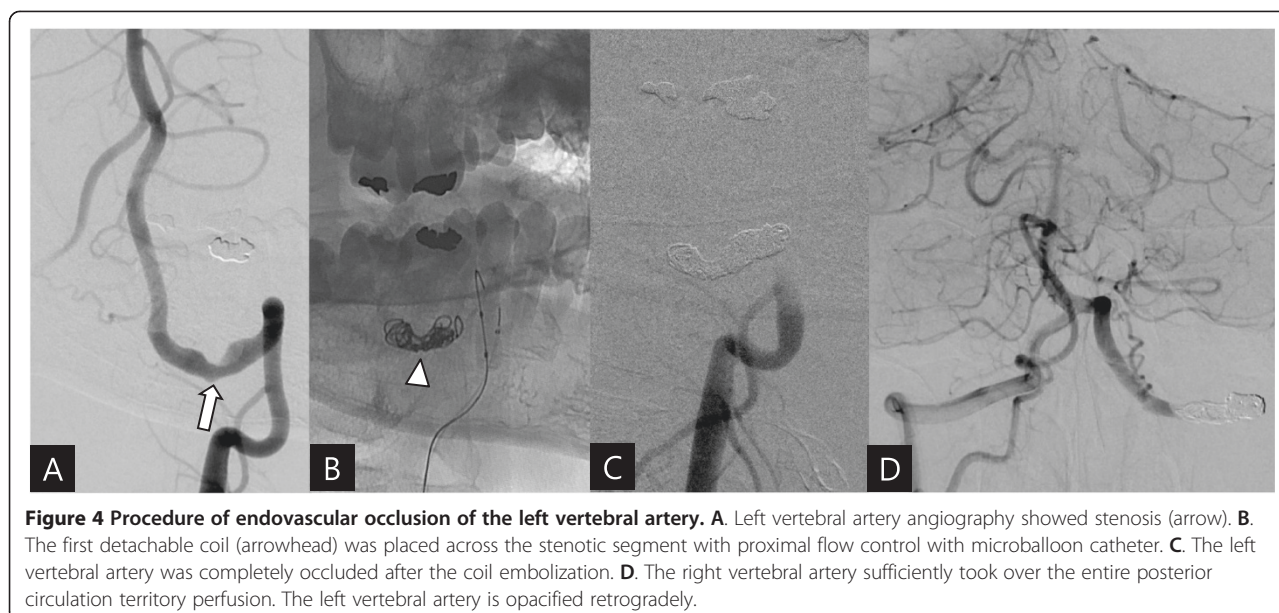 A
B
C
D
Figure 4 Procedure of endovascular occlusion of the left vertebral artery. A. Left vertebral artery angiography showed stenosis (arrow). B.
The first detachable coil (arrowhead) was placed across the stenotic segment with proximal flow control with microballoon catheter. C. The left
vertebral artery was completely occluded after the coil embolization. D. The right vertebral artery sufficiently took over the entire posterior
circulation territory perfusion. The left vertebral artery is opacified retrogradely.